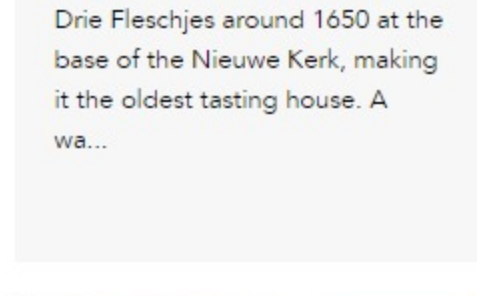 Drie Fleschjes around 1650 at the
base of the Nieuwe Kerk, making
it the oldest tasting house. A
wa...